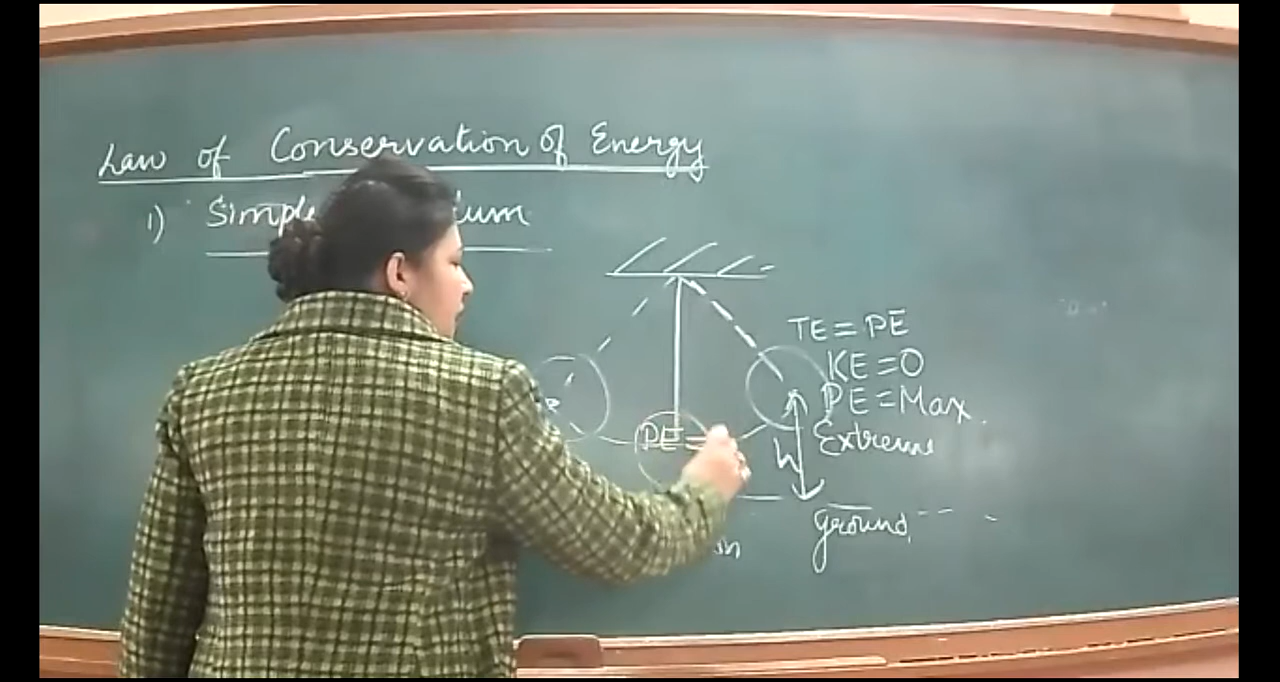 Law of Conservation of Energy
1) Simple
TE = PE
KE = 0
PE = Max.
Extreme
PE =
h
Ground